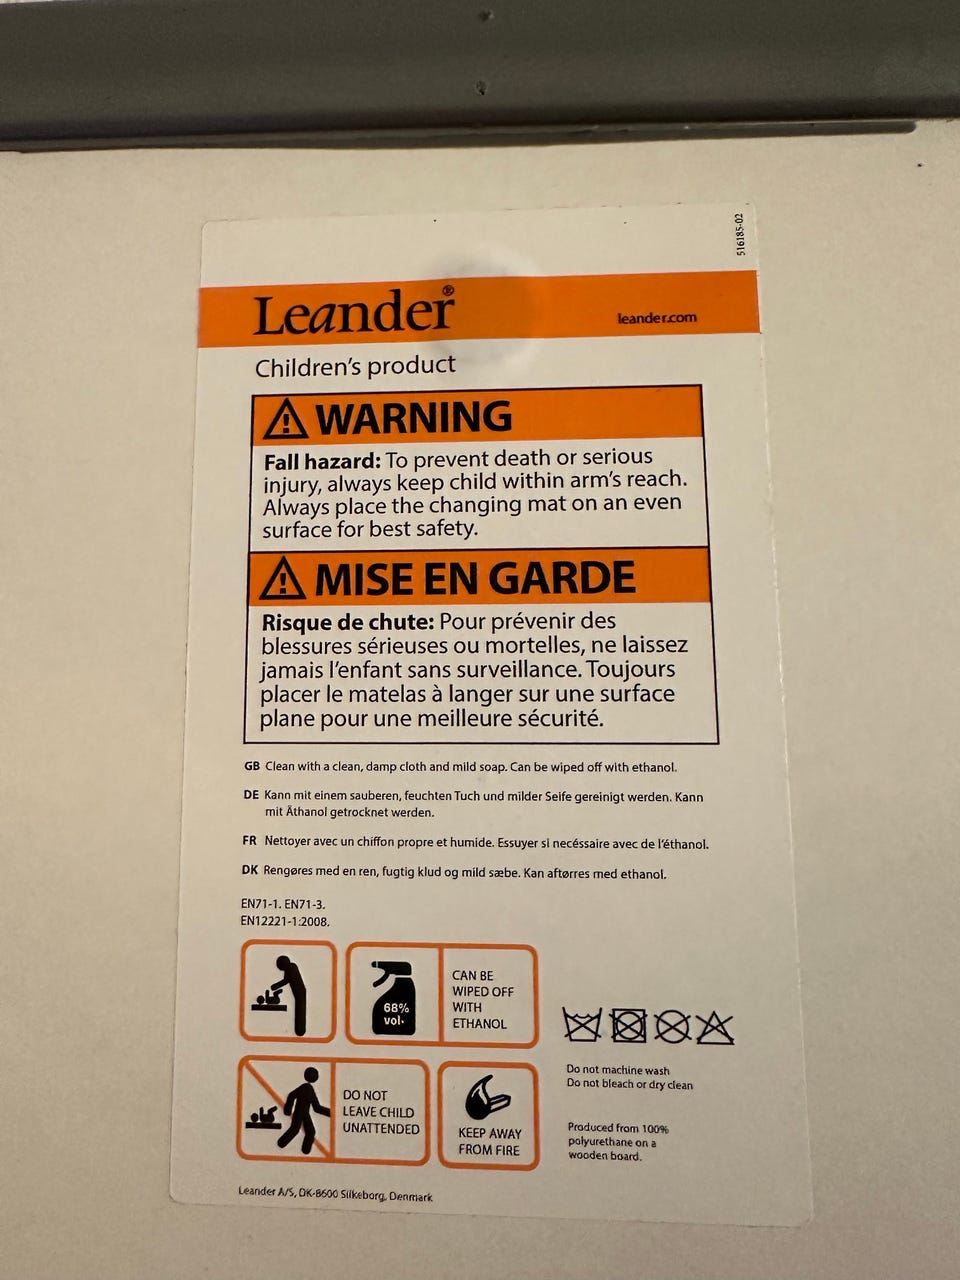 516185-02
Leander®
leander.com
Children's product
WARNING
Fall hazard: To prevent death or serious
injury, always keep child within arm's reach.
Always place the changing mat on an even
surface for best safety.
MISE EN GARDE
Risque de chute: Pour prévenir des
blessures sérieuses ou mortelles, ne laissez
jamais l'enfant sans surveillance. Toujours
placer le matelas à langer sur une surface
plane pour une meilleure sécurité.
GB Clean with a clean, damp cloth and mild soap. Can be wiped off with ethanol.
DE Kann mit einem sauberen, feuchten Tuch und milder Seife gereinigt werden. Kann
mit Äthanol getrocknet werden.
FR Nettoyer avec un chiffon propre et humide. Essuyer si necéssaire avec de l'éthanol.
DK Rengøres med en ren, fugtig klud og mild sæbe. Kan aftørres med ethanol.
EN71-1. EN71-3.
EN12221-1:2008.
68%
vol.
CAN BE
WIPED OFF
WITH
ETHANOL
DO NOT
LEAVE CHILD
UNATTENDED
KEEP AWAY
FROM FIRE
Do not machine wash
Do not bleach or dry clean
Produced from 100%
polyurethane on a
wooden board.
Leander A/S, DK-8600 Silkeborg, Denmark